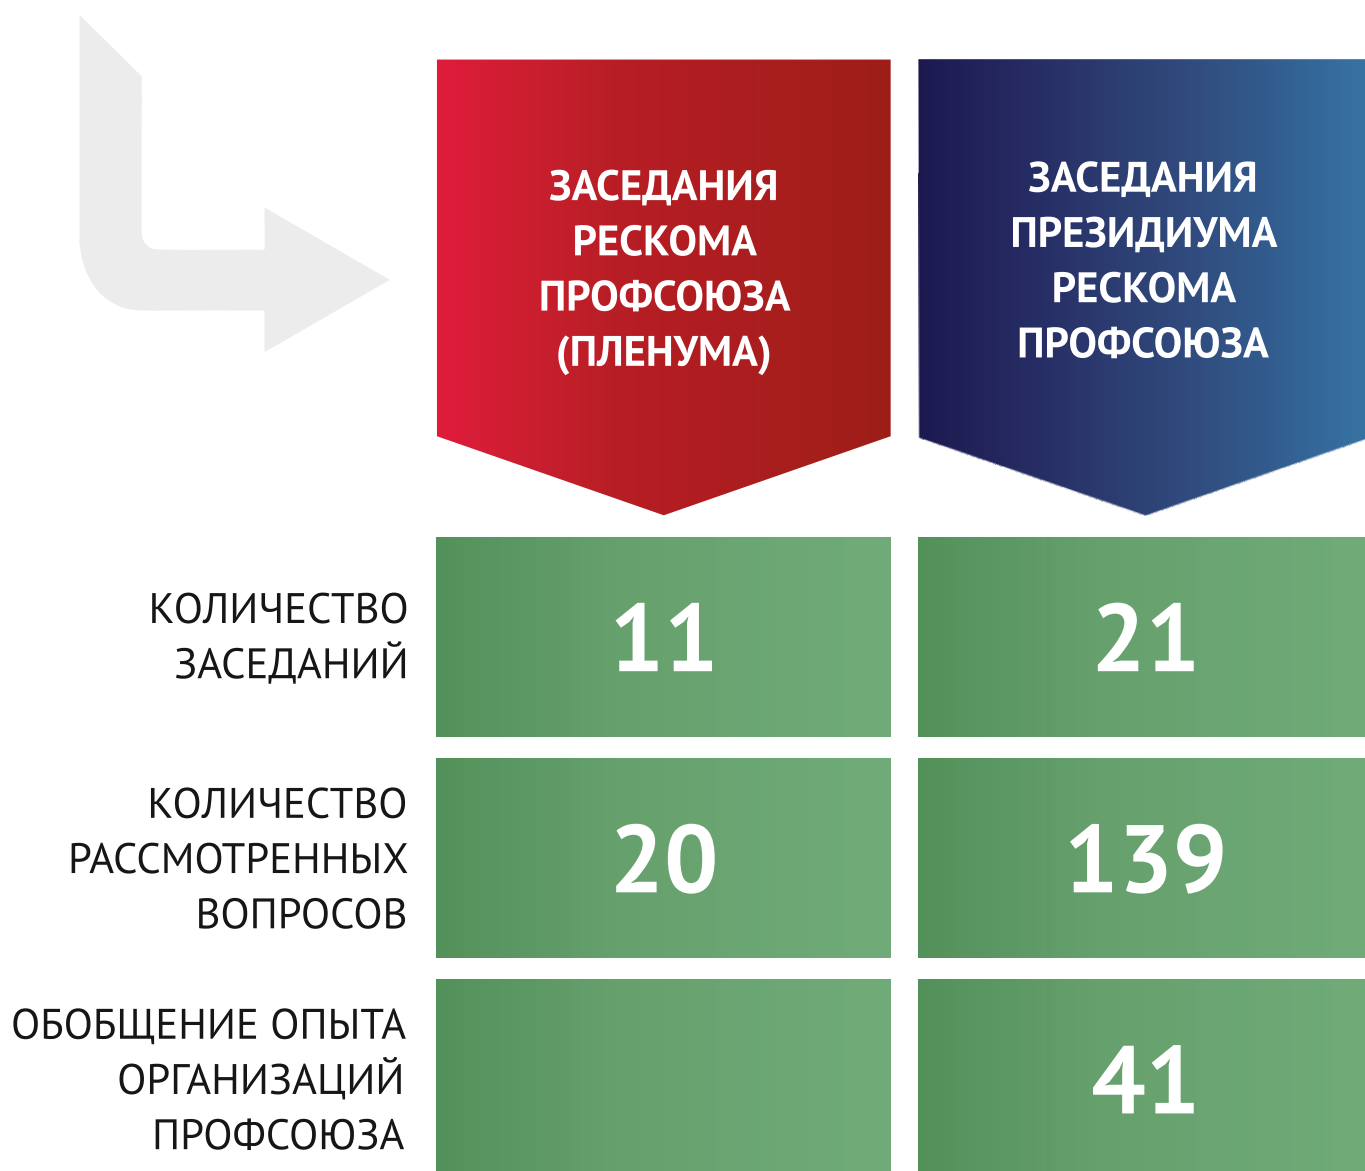 ЗАСЕДАНИЯ
РЕСКОМА
ПРОФСОЮЗА
(ПЛЕНУМА)
ЗАСЕДАНИЯ
ПРЕЗИДИУМА
РЕСКОМА
ПРОФСОЮЗА
КОЛИЧЕСТВО
ЗАСЕДАНИЙ
11
21
КОЛИЧЕСТВО
РАССМОТРЕННЫХ
ВОПРОСОВ
20
139
ОБОБЩЕНИЕ ОПЫТА
ОРГАНИЗАЦИЙ
ПРОФСОЮЗА
41